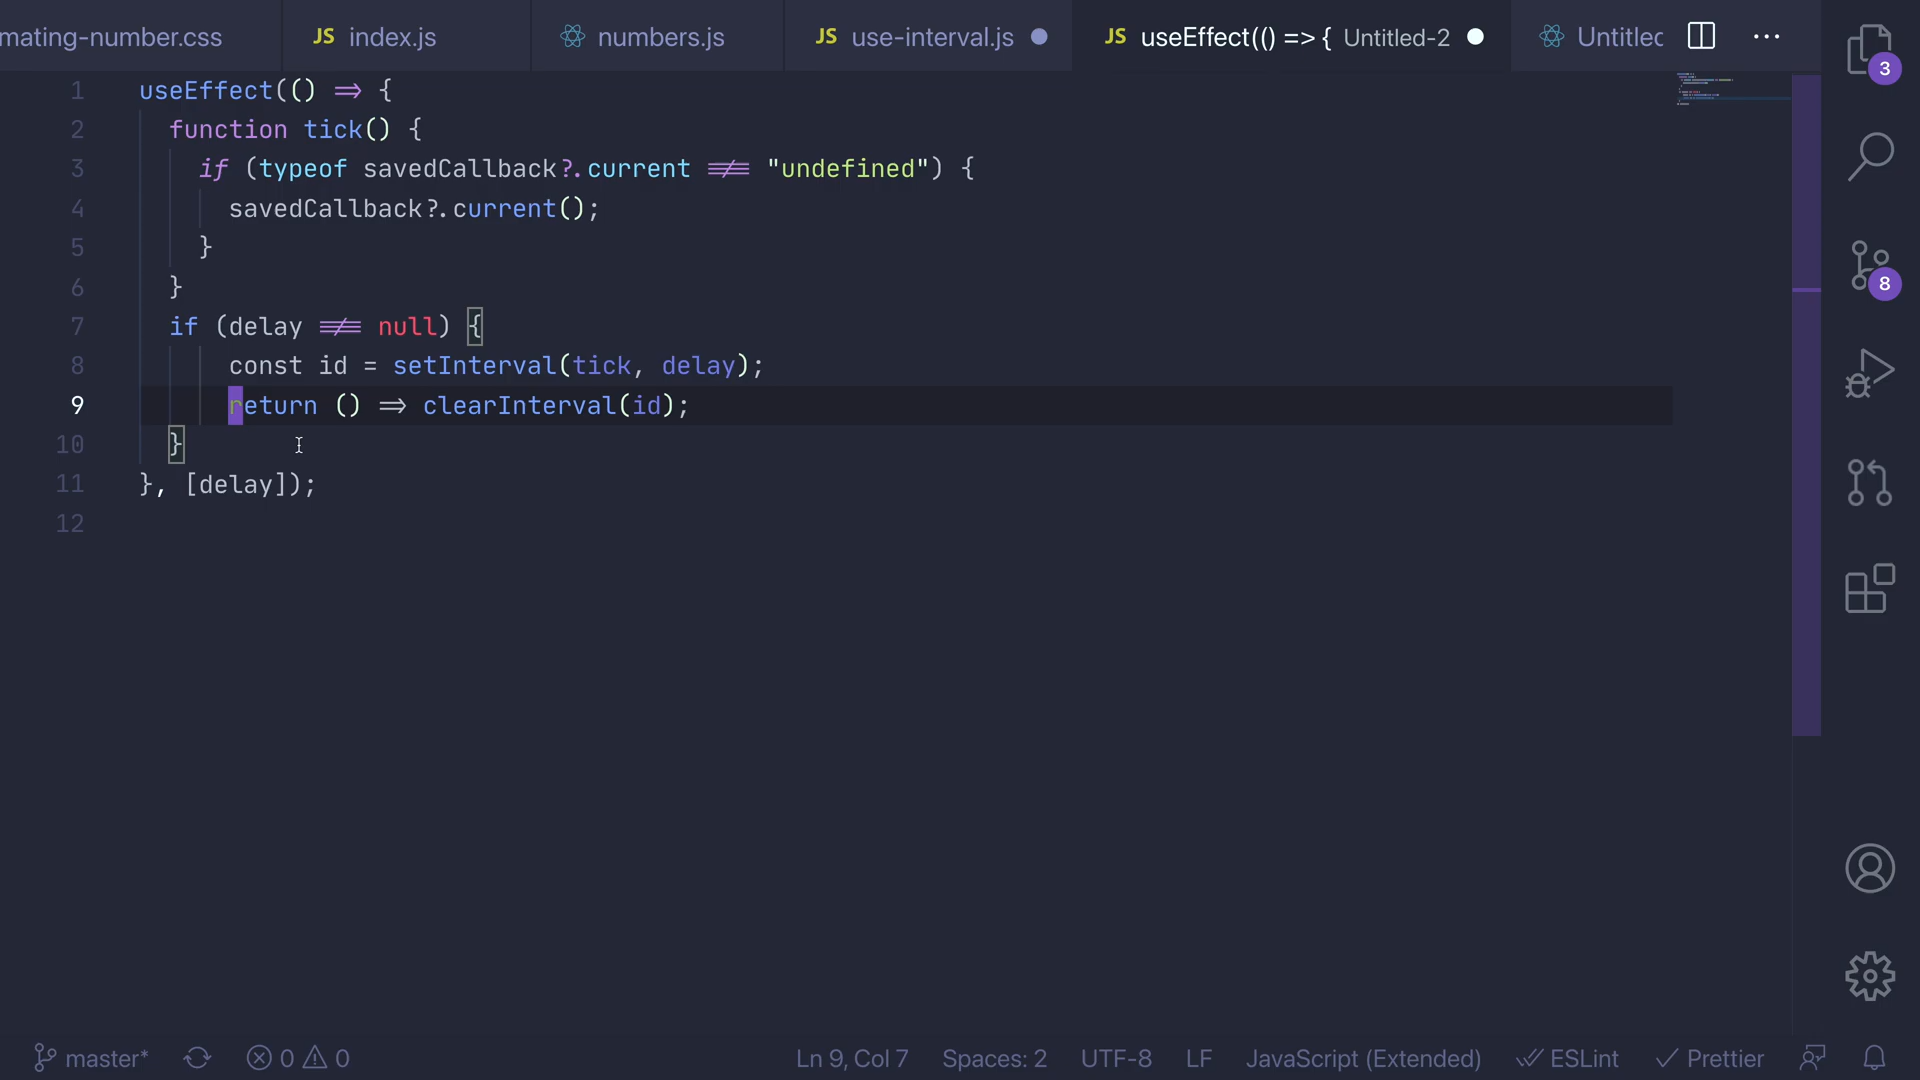 mating-number.css JS index.js numbers.js JS use-interval.js JS useEffect(() => { Untitled-2 Untitlec
1 useEffect(() => {
2 function tick() {
3 if (typeof savedCallback?.current !== "undefined") {
4 savedCallback?.current();
5 }
6 }
7 if (delay !== null) {
8 const id = setInterval(tick, delay);
9 return () => clearInterval(id);
10 }
11 }, [delay]);
12
3
8
master* 0 0 Ln 9, Col 7 Spaces: 2 UTF-8 LF JavaScript (Extended) ESLint Prettier